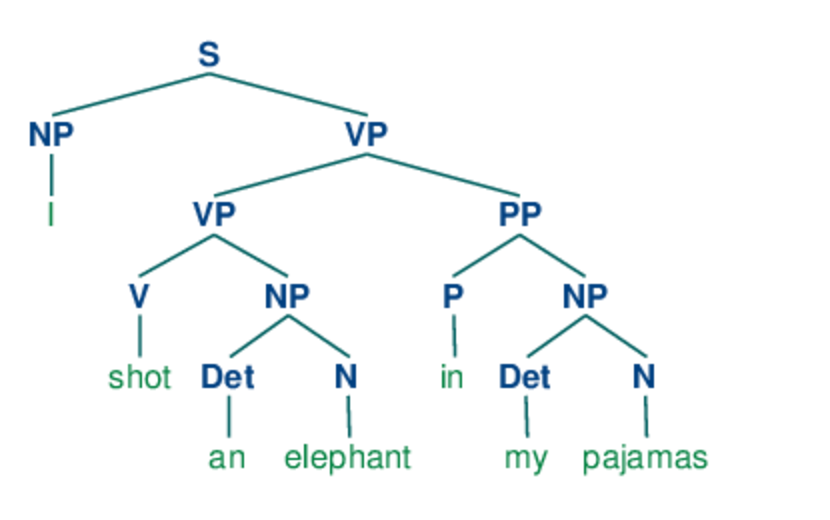 S
NP VP
I VP PP
V NP P NP
shot Det N in Det N
an elephant my pajamas